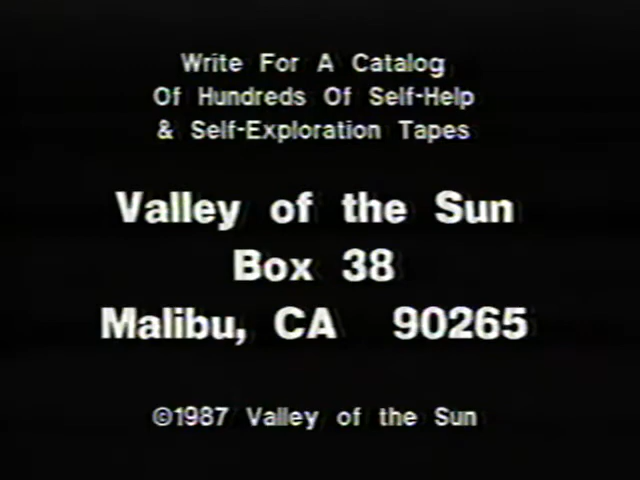 Write For A Catalog
Of Hundreds Of Self-Help
& Self-Exploration Tapes
Valley of the Sun
Box 38
Malibu, CA 90265
©1987 Valley of the Sun